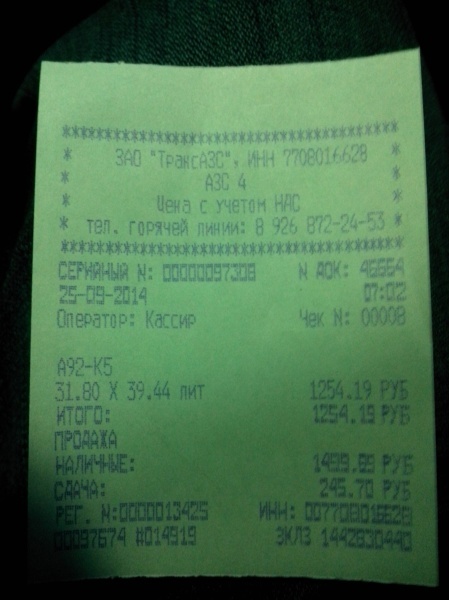 ********************************
* ЗАО "ТраксАЗС", ИНН 7708016628
* АЗС 4 *
* Цена с учетом НДС *
* тел. горячей линии: 8 926 872-24-53 *
********************************
СЕРИЙНЫЙ N: 00000097308 N ДОК: 46664
25-09-2014 07:02
Оператор: Кассир Чек N: 00008
А92-К5
31.80 X 39.44 лит 1254.19 РУБ
ИТОГО: 1254.19 РУБ
ПРОДАЖА
НАЛИЧНЫЕ: 1499.89 РУБ
СДАЧА: 245.70 РУБ
РЕГ. N:0000013425 ИНН: 007708016628
00097674 #014919 ЭКЛЗ 1442830440